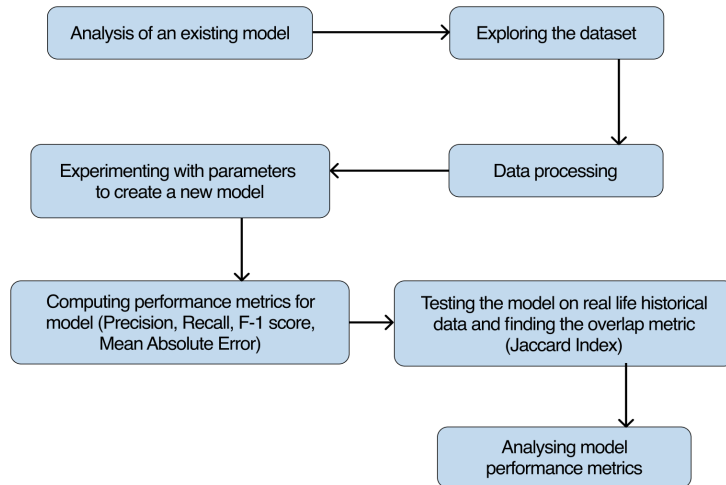 Analysis of an existing model
Exploring the dataset
Data processing
Experimenting with parameters
to create a new model
Computing performance metrics for
model (Precision, Recall, F-1 score,
Mean Absolute Error)
Testing the model on real life historical
data and finding the overlap metric
(Jaccard Index)
Analysing model
performance metrics